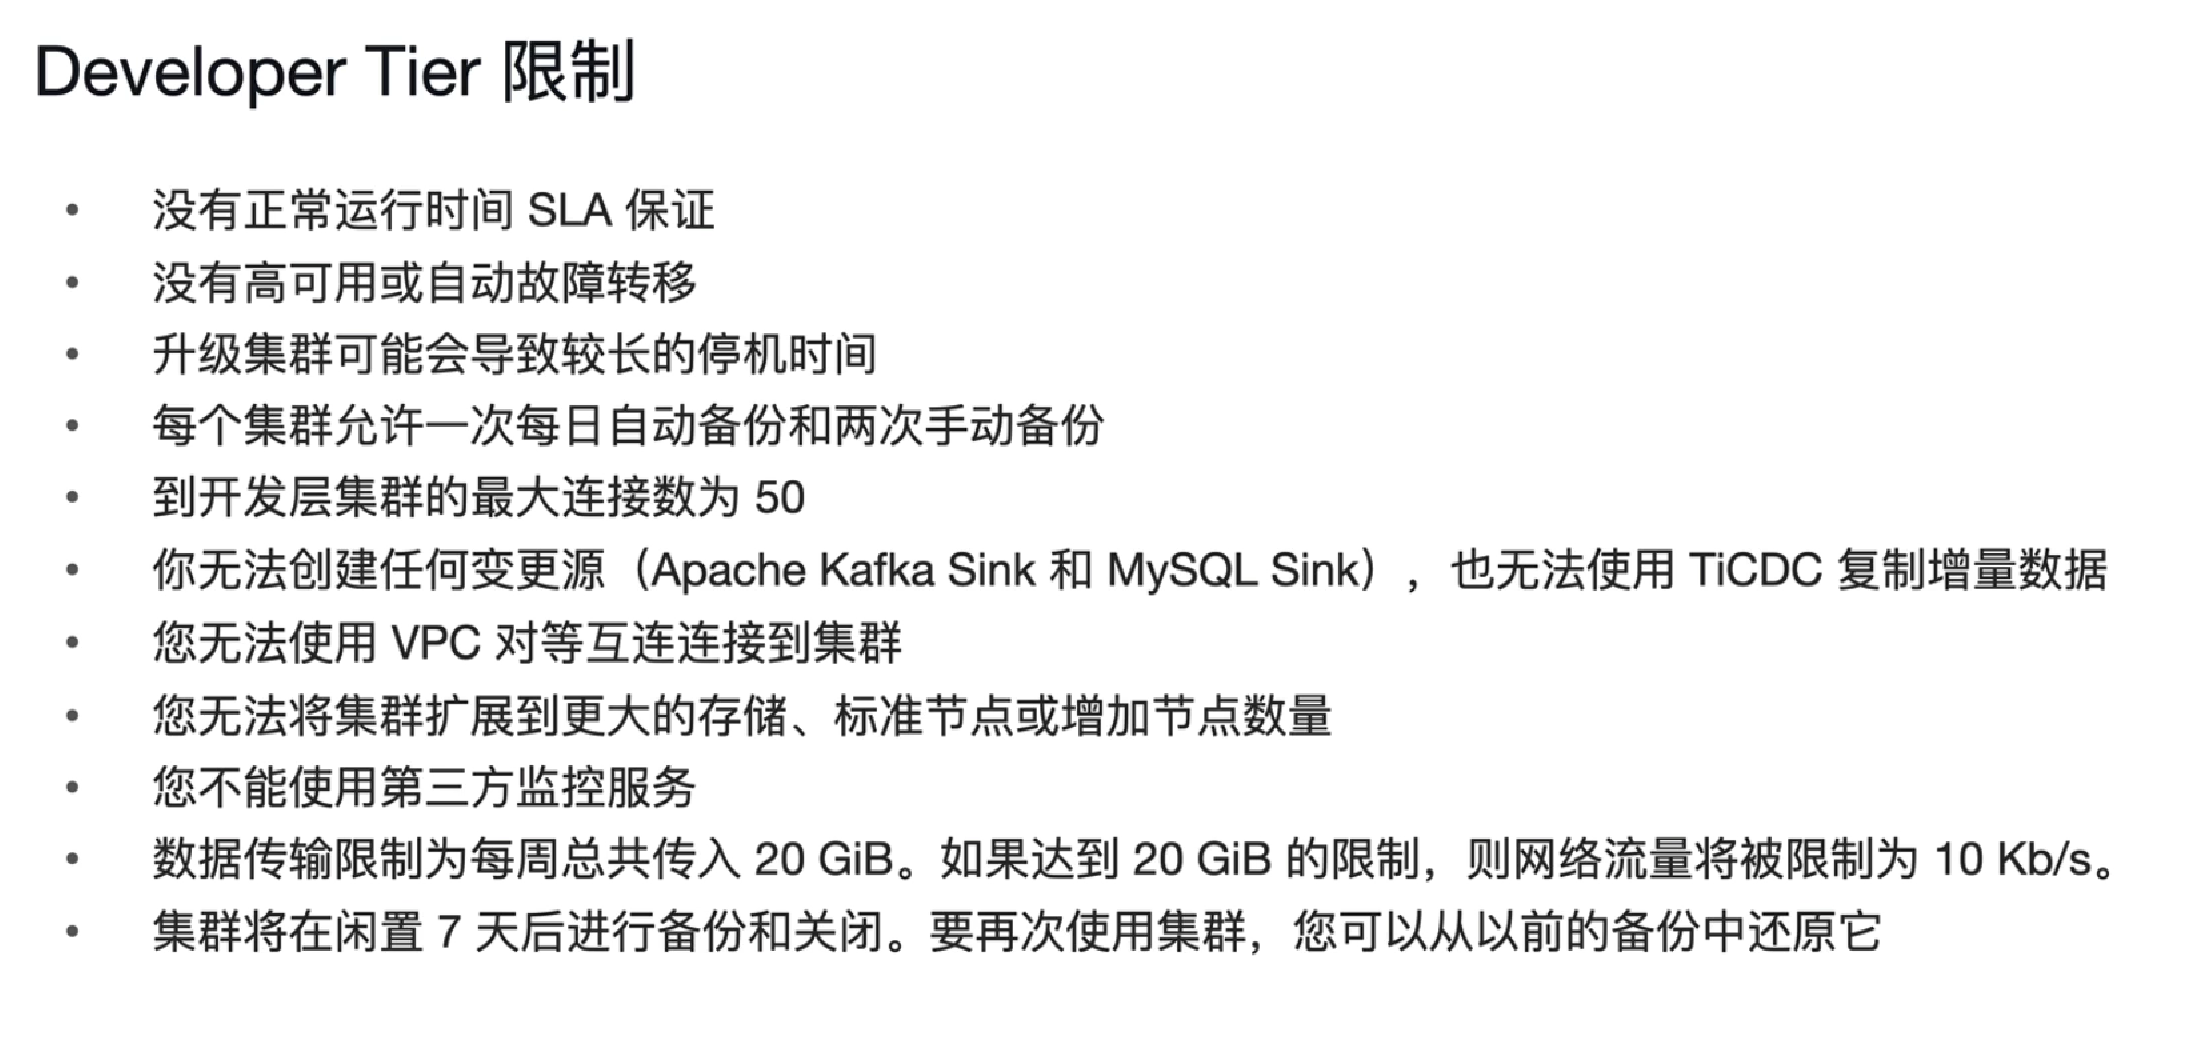 Developer Tier 限制
• 没有正常运行时间 SLA 保证
• 没有高可用或自动故障转移
• 升级集群可能会导致较长的停机时间
• 每个集群允许一次每日自动备份和两次手动备份
• 到开发层集群的最大连接数为 50
• 你无法创建任何变更源（Apache Kafka Sink 和 MySQL Sink），也无法使用 TiCDC 复制增量数据
• 您无法使用 VPC 对等互连连接到集群
• 您无法将集群扩展到更大的存储、标准节点或增加节点数量
• 您不能使用第三方监控服务
• 数据传输限制为每周总共传入 20 GiB。如果达到 20 GiB 的限制，则网络流量将被限制为 10 Kb/s。
• 集群将在闲置 7 天后进行备份和关闭。要再次使用集群，您可以从以前的备份中还原它